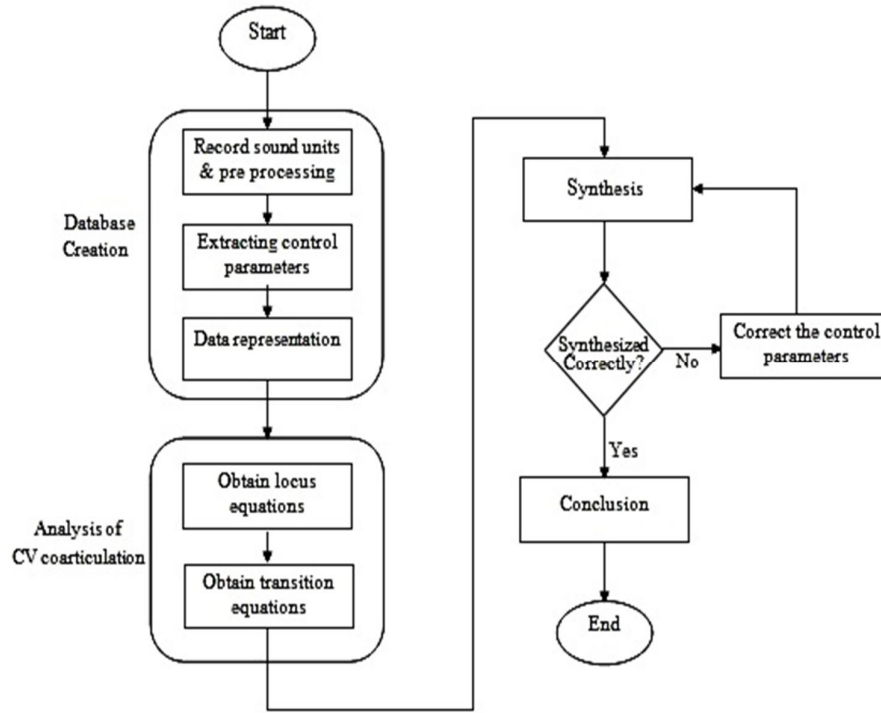 Start
Record sound units
& pre processing
Database
Creation
Extracting control
parameters
Data representation
Analysis of
CV coarticulation
Obtain locus
equations
Obtain transition
equations
Synthesis
Synthesized
Correctly?
No
Correct the control
parameters
Yes
Conclusion
End